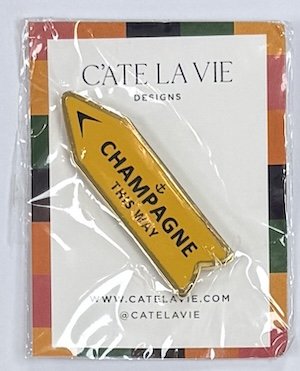 C'ATE LA VIE
DESIGNS
CHAMPAGNE
THIS WAY
WWW.CATELAVIE.COM
@CATELAVIE